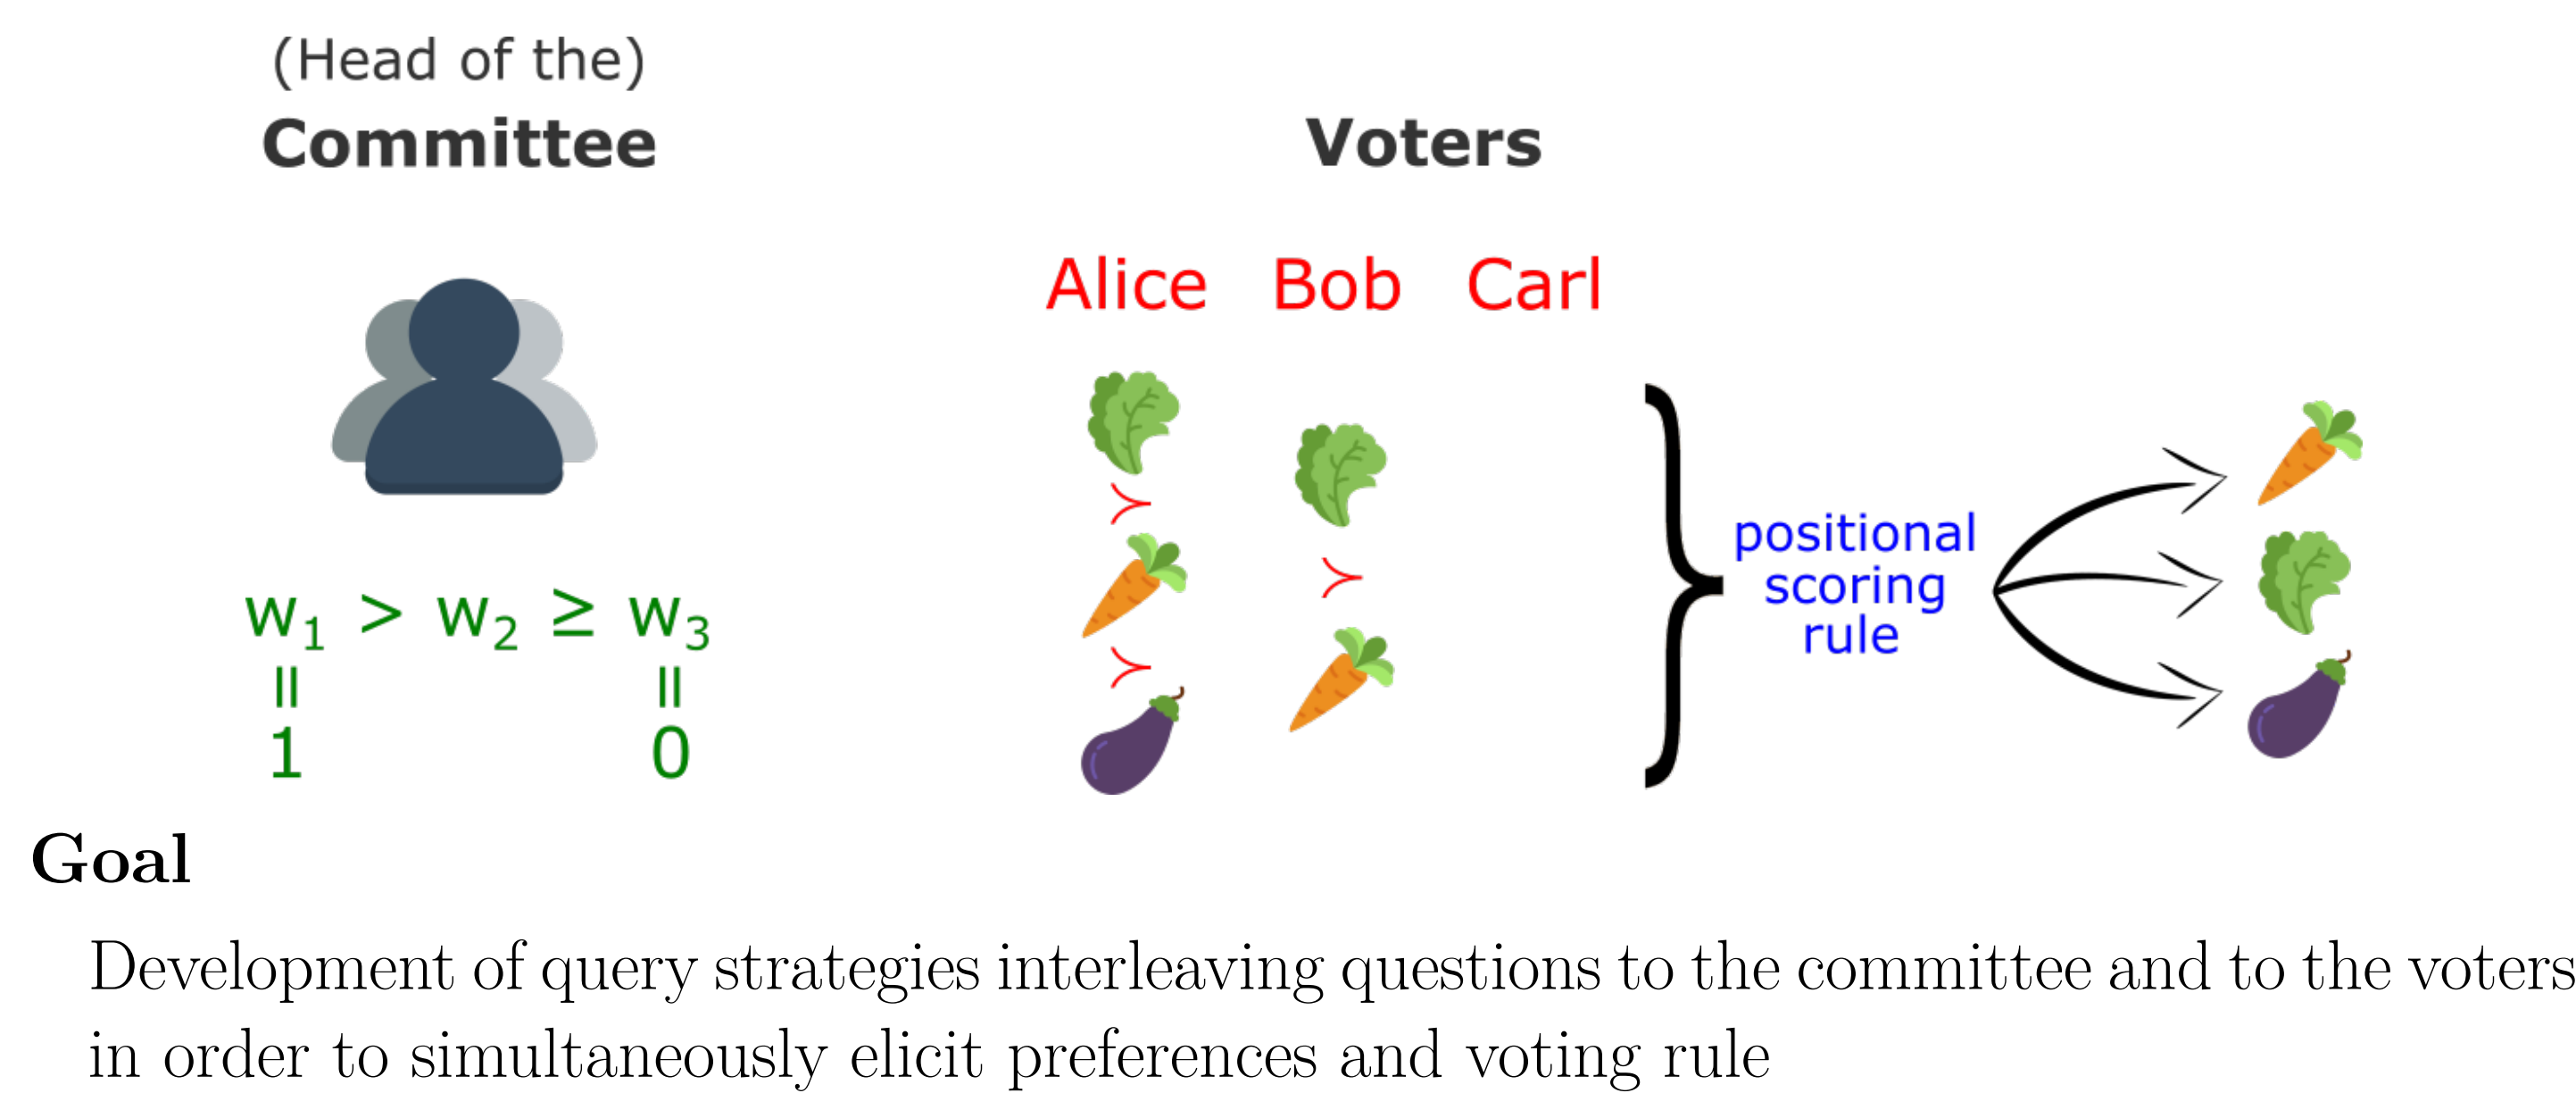 (Head of the)
Committee
Voters
Alice Bob Carl
≻
≻
≻
w₁ > w₂ ≥ w₃
= =
1 0
positional
scoring
rule
Goal
Development of query strategies interleaving questions to the committee and to the voters
in order to simultaneously elicit preferences and voting rule